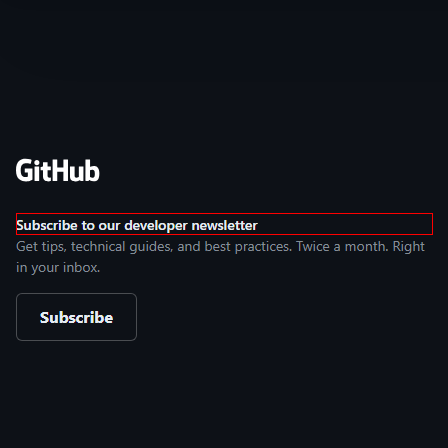 GitHub
Subscribe to our developer newsletter
Get tips, technical guides, and best practices. Twice a month. Right
in your inbox.
Subscribe